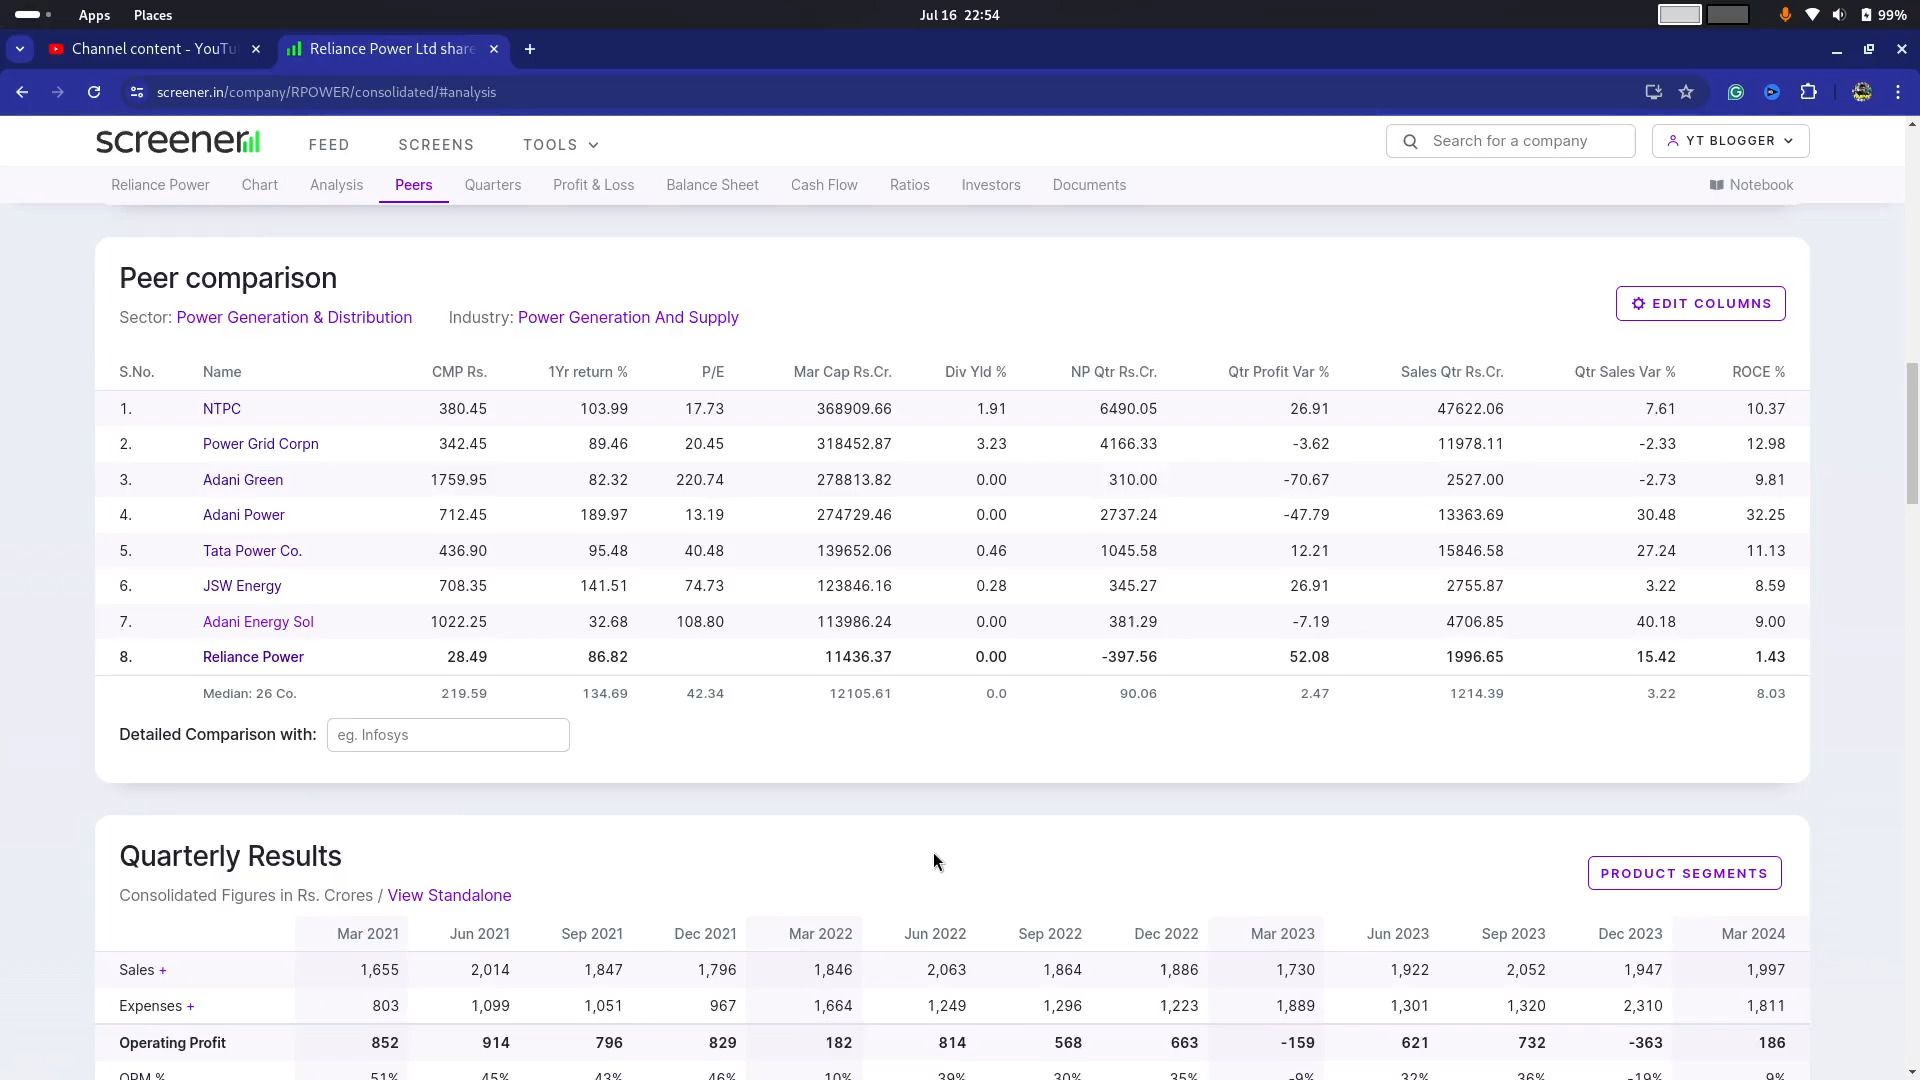 Apps Places Jul 16 22:54 99%
Channel content - YouTu Reliance Power Ltd share
screener.in/company/RPOWER/consolidated/#analysis
screener FEED SCREENS TOOLS Search for a company YT BLOGGER
Reliance Power Chart Analysis Peers Quarters Profit & Loss Balance Sheet Cash Flow Ratios Investors Documents Notebook
Peer comparison
EDIT COLUMNS
Sector: Power Generation & Distribution Industry: Power Generation And Supply
S.No. Name CMP Rs. 1Yr return % P/E Mar Cap Rs.Cr. Div Yld % NP Qtr Rs.Cr. Qtr Profit Var % Sales Qtr Rs.Cr. Qtr Sales Var % ROCE %
1. NTPC 380.45 103.99 17.73 368909.66 1.91 6490.05 26.91 47622.06 7.61 10.37
2. Power Grid Corpn 342.45 89.46 20.45 318452.87 3.23 4166.33 -3.62 11978.11 -2.33 12.98
3. Adani Green 1759.95 82.32 220.74 278813.82 0.00 310.00 -70.67 2527.00 -2.73 9.81
4. Adani Power 712.45 189.97 13.19 274729.46 0.00 2737.24 -47.79 13363.69 30.48 32.25
5. Tata Power Co. 436.90 95.48 40.48 139652.06 0.46 1045.58 12.21 15846.58 27.24 11.13
6. JSW Energy 708.35 141.51 74.73 123846.16 0.28 345.27 26.91 2755.87 3.22 8.59
7. Adani Energy Sol 1022.25 32.68 108.80 113986.24 0.00 381.29 -7.19 4706.85 40.18 9.00
8. Reliance Power 28.49 86.82 11436.37 0.00 -397.56 52.08 1996.65 15.42 1.43
Median: 26 Co. 219.59 134.69 42.34 12105.61 0.0 90.06 2.47 1214.39 3.22 8.03
Detailed Comparison with: eg. Infosys
Quarterly Results
PRODUCT SEGMENTS
Consolidated Figures in Rs. Crores / View Standalone
Mar 2021 Jun 2021 Sep 2021 Dec 2021 Mar 2022 Jun 2022 Sep 2022 Dec 2022 Mar 2023 Jun 2023 Sep 2023 Dec 2023 Mar 2024
Sales + 1,655 2,014 1,847 1,796 1,846 2,063 1,864 1,886 1,730 1,922 2,052 1,947 1,997
Expenses + 803 1,099 1,051 967 1,664 1,249 1,296 1,223 1,889 1,301 1,320 2,310 1,811
Operating Profit 852 914 796 829 182 814 568 663 -159 621 732 -363 186
OPM % 51% 45% 43% 46% 10% 39% 30% 35% -9% 32% 36% -19% 9%